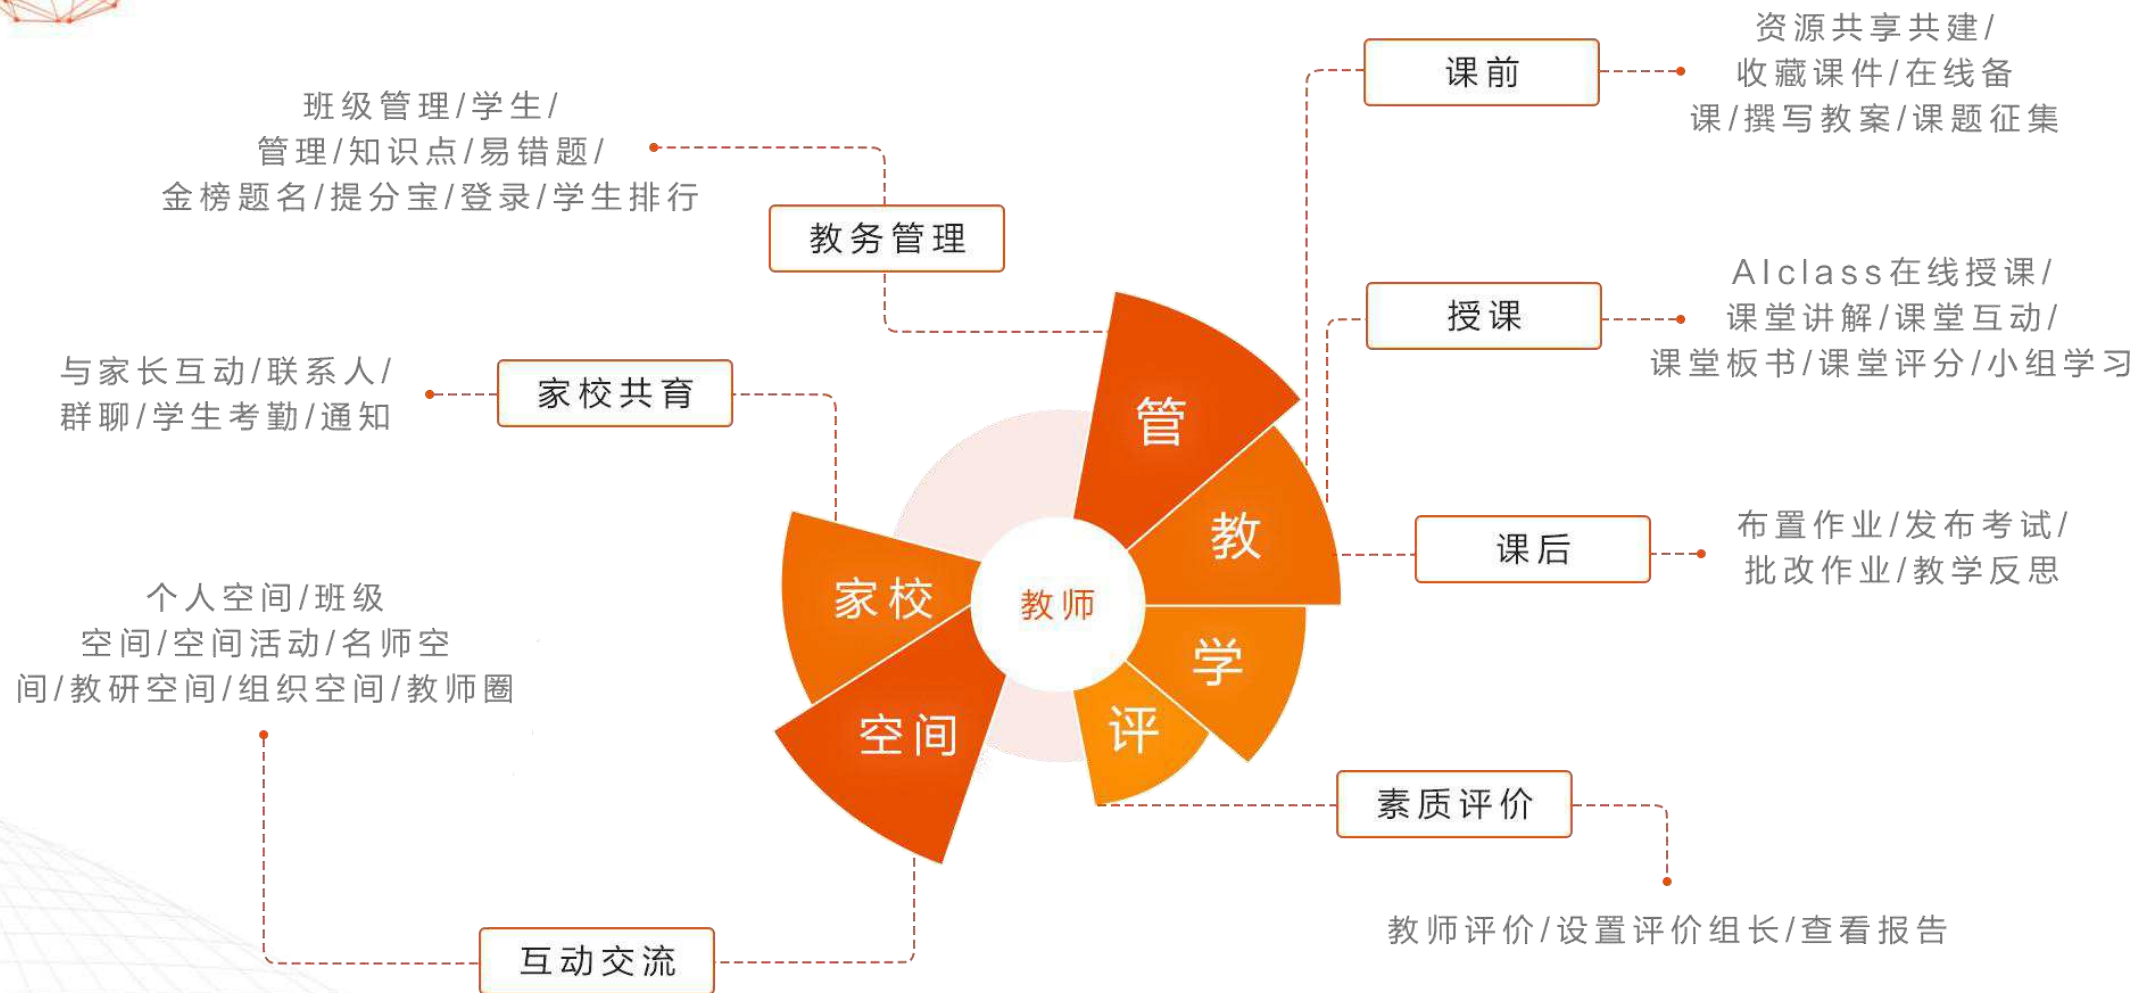 资源共享共建/
收藏课件/在线备
课/撰写教案/课题征集
课前
班级管理/学生/
管理/知识点/易错题/
金榜题名/提分宝/登录/学生排行
教务管理
AIclass在线授课/
课堂讲解/课堂互动/
课堂板书/课堂评分/小组学习
授课
与家长互动/联系人/
群聊/学生考勤/通知
家校共育
管
教
布置作业/发布考试/
批改作业/教学反思
课后
个人空间/班级
空间/空间活动/名师空
间/教研空间/组织空间/教师圈
家校
教师
学
空间
评
素质评价
教师评价/设置评价组长/查看报告
互动交流